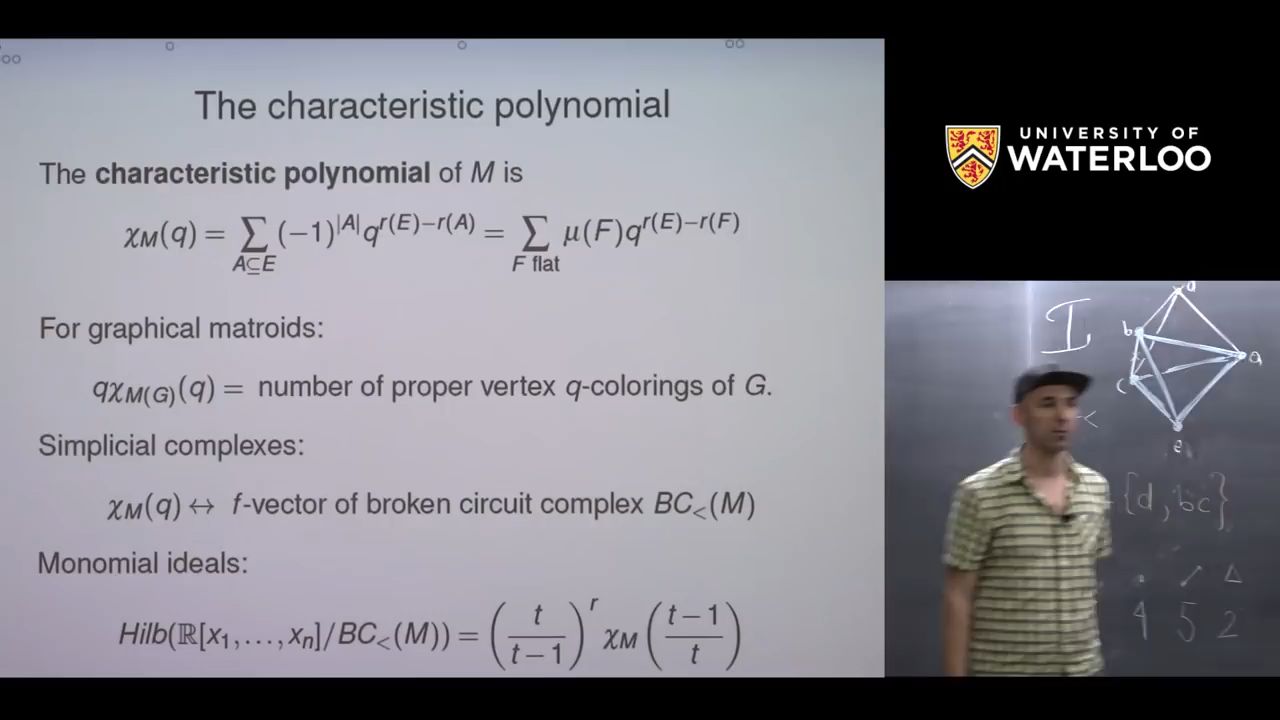 The characteristic polynomial
The characteristic polynomial of M is
χ_M(q) = ∑_{A⊆E} (−1)^{|A|} q^{r(E)−r(A)} = ∑_{F flat} μ(F)q^{r(E)−r(F)}
For graphical matroids:
qχ_{M(G)}(q) = number of proper vertex q-colorings of G.
Simplicial complexes:
χ_M(q) ↔ f-vector of broken circuit complex BC_<(M)
Monomial ideals:
Hilb(ℝ[x_1,…,x_n]/BC_<(M)) = (t/(t−1))^r χ_M((t−1)/t)
UNIVERSITY OF
WATERLOO
I
d
b
a
c
e
<
{d, bc}
4 5 2